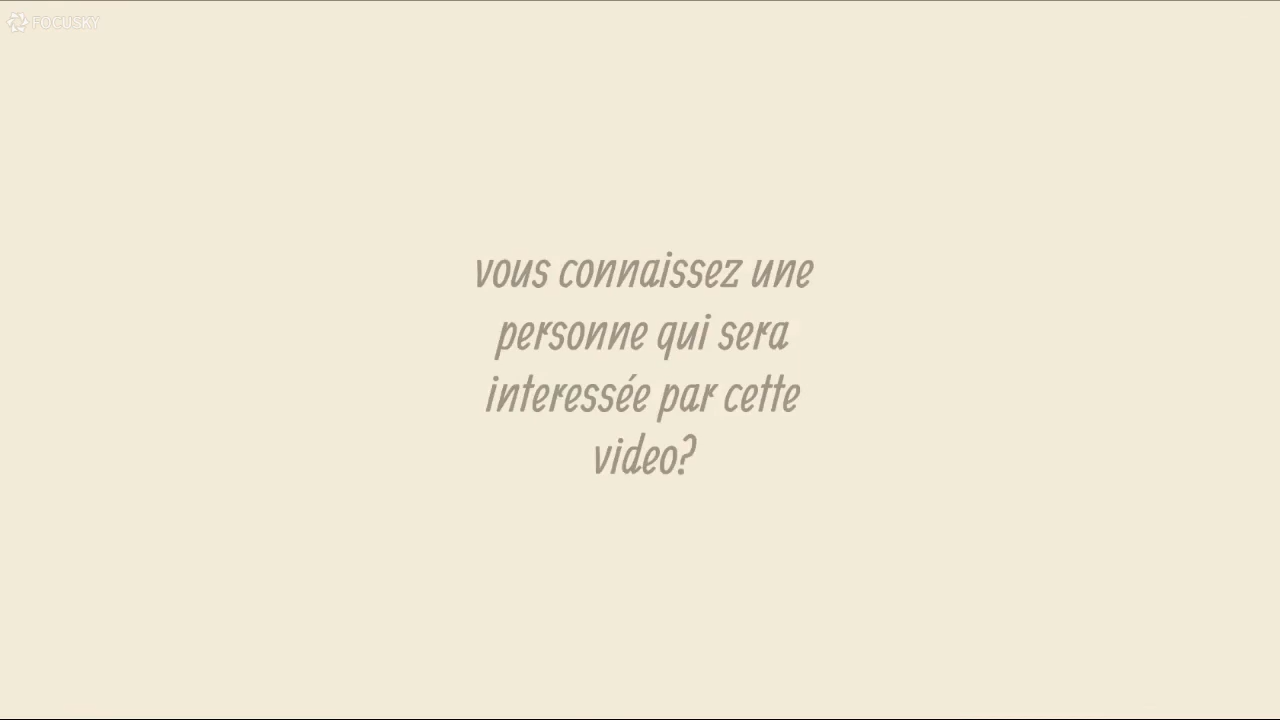 FOCUSKY
vous connaissez une
personne qui sera
interessée par cette
video?